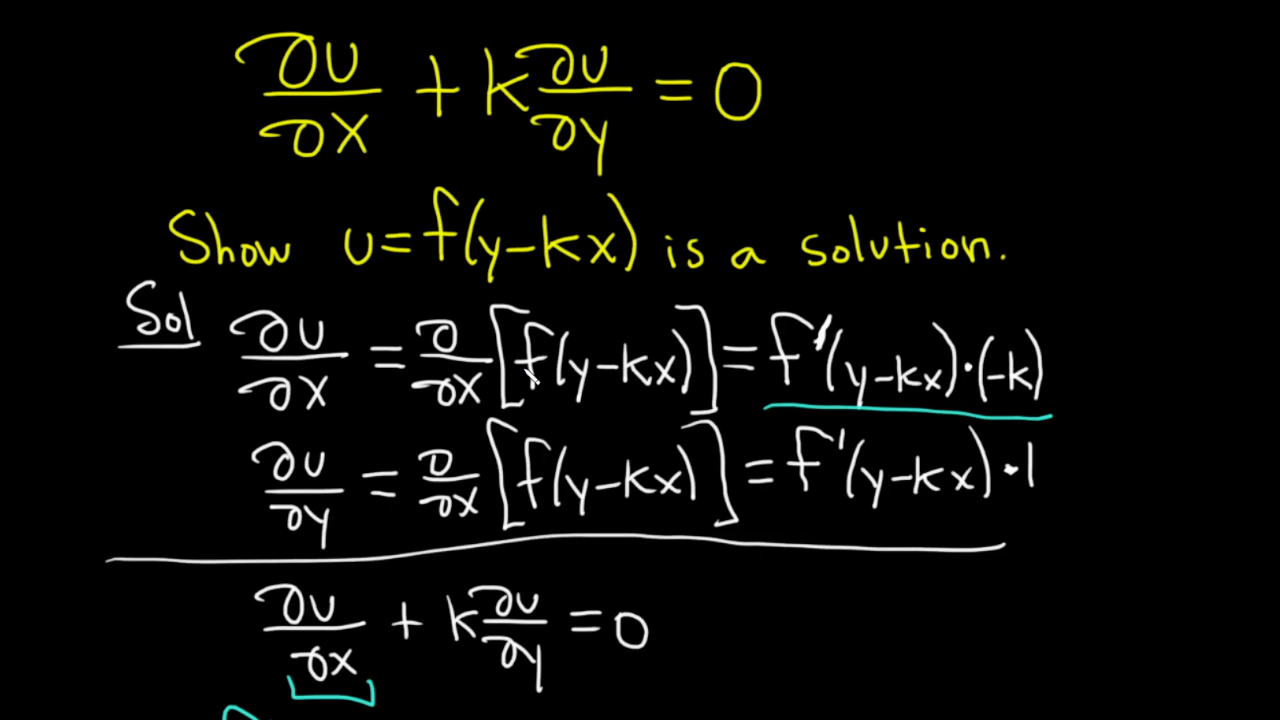 ∂u/∂x + k ∂u/∂y = 0
Show u=f(y-kx) is a solution.
Sol ∂u/∂x = ∂/∂x [f(y-kx)] = f'(y-kx)·(-k)
∂u/∂y = ∂/∂x [f(y-kx)] = f'(y-kx)·1
∂u/∂x + k ∂u/∂y = 0